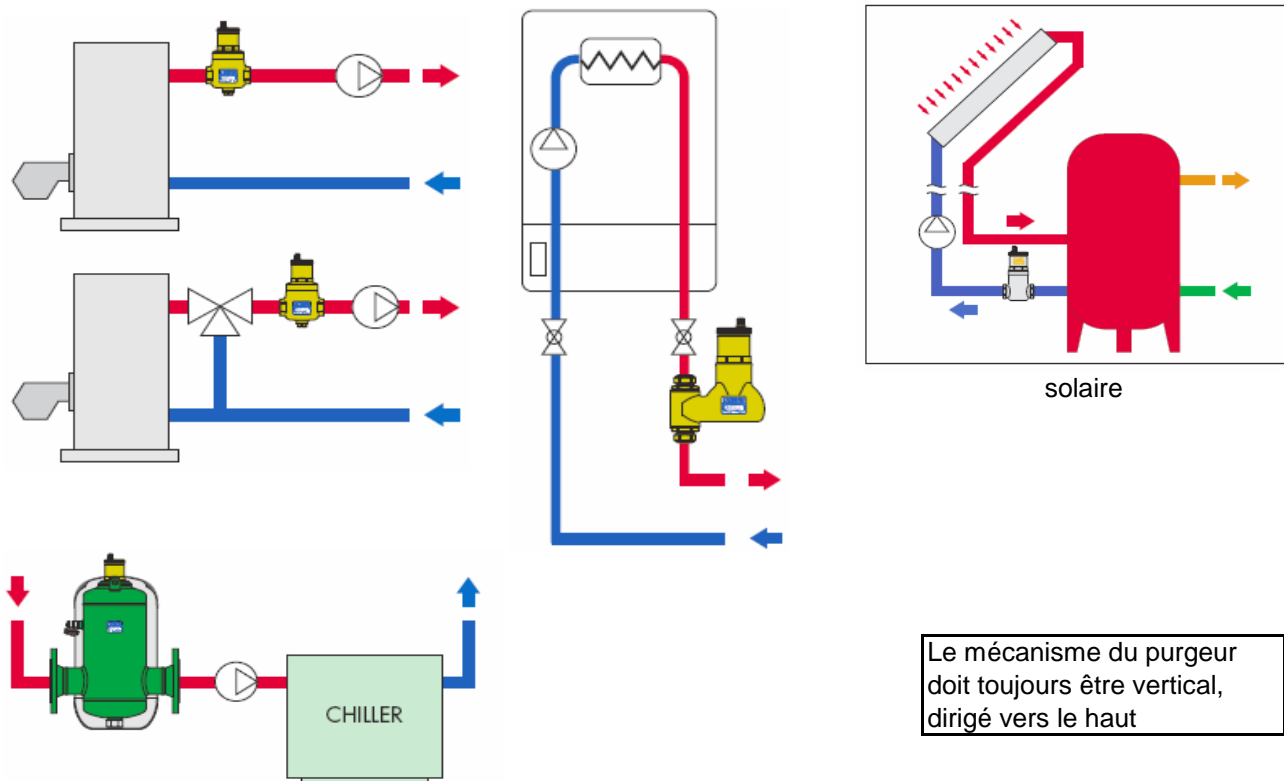 solaire
CHILLER
Le mécanisme du purgeur
doit toujours être vertical,
dirigé vers le haut